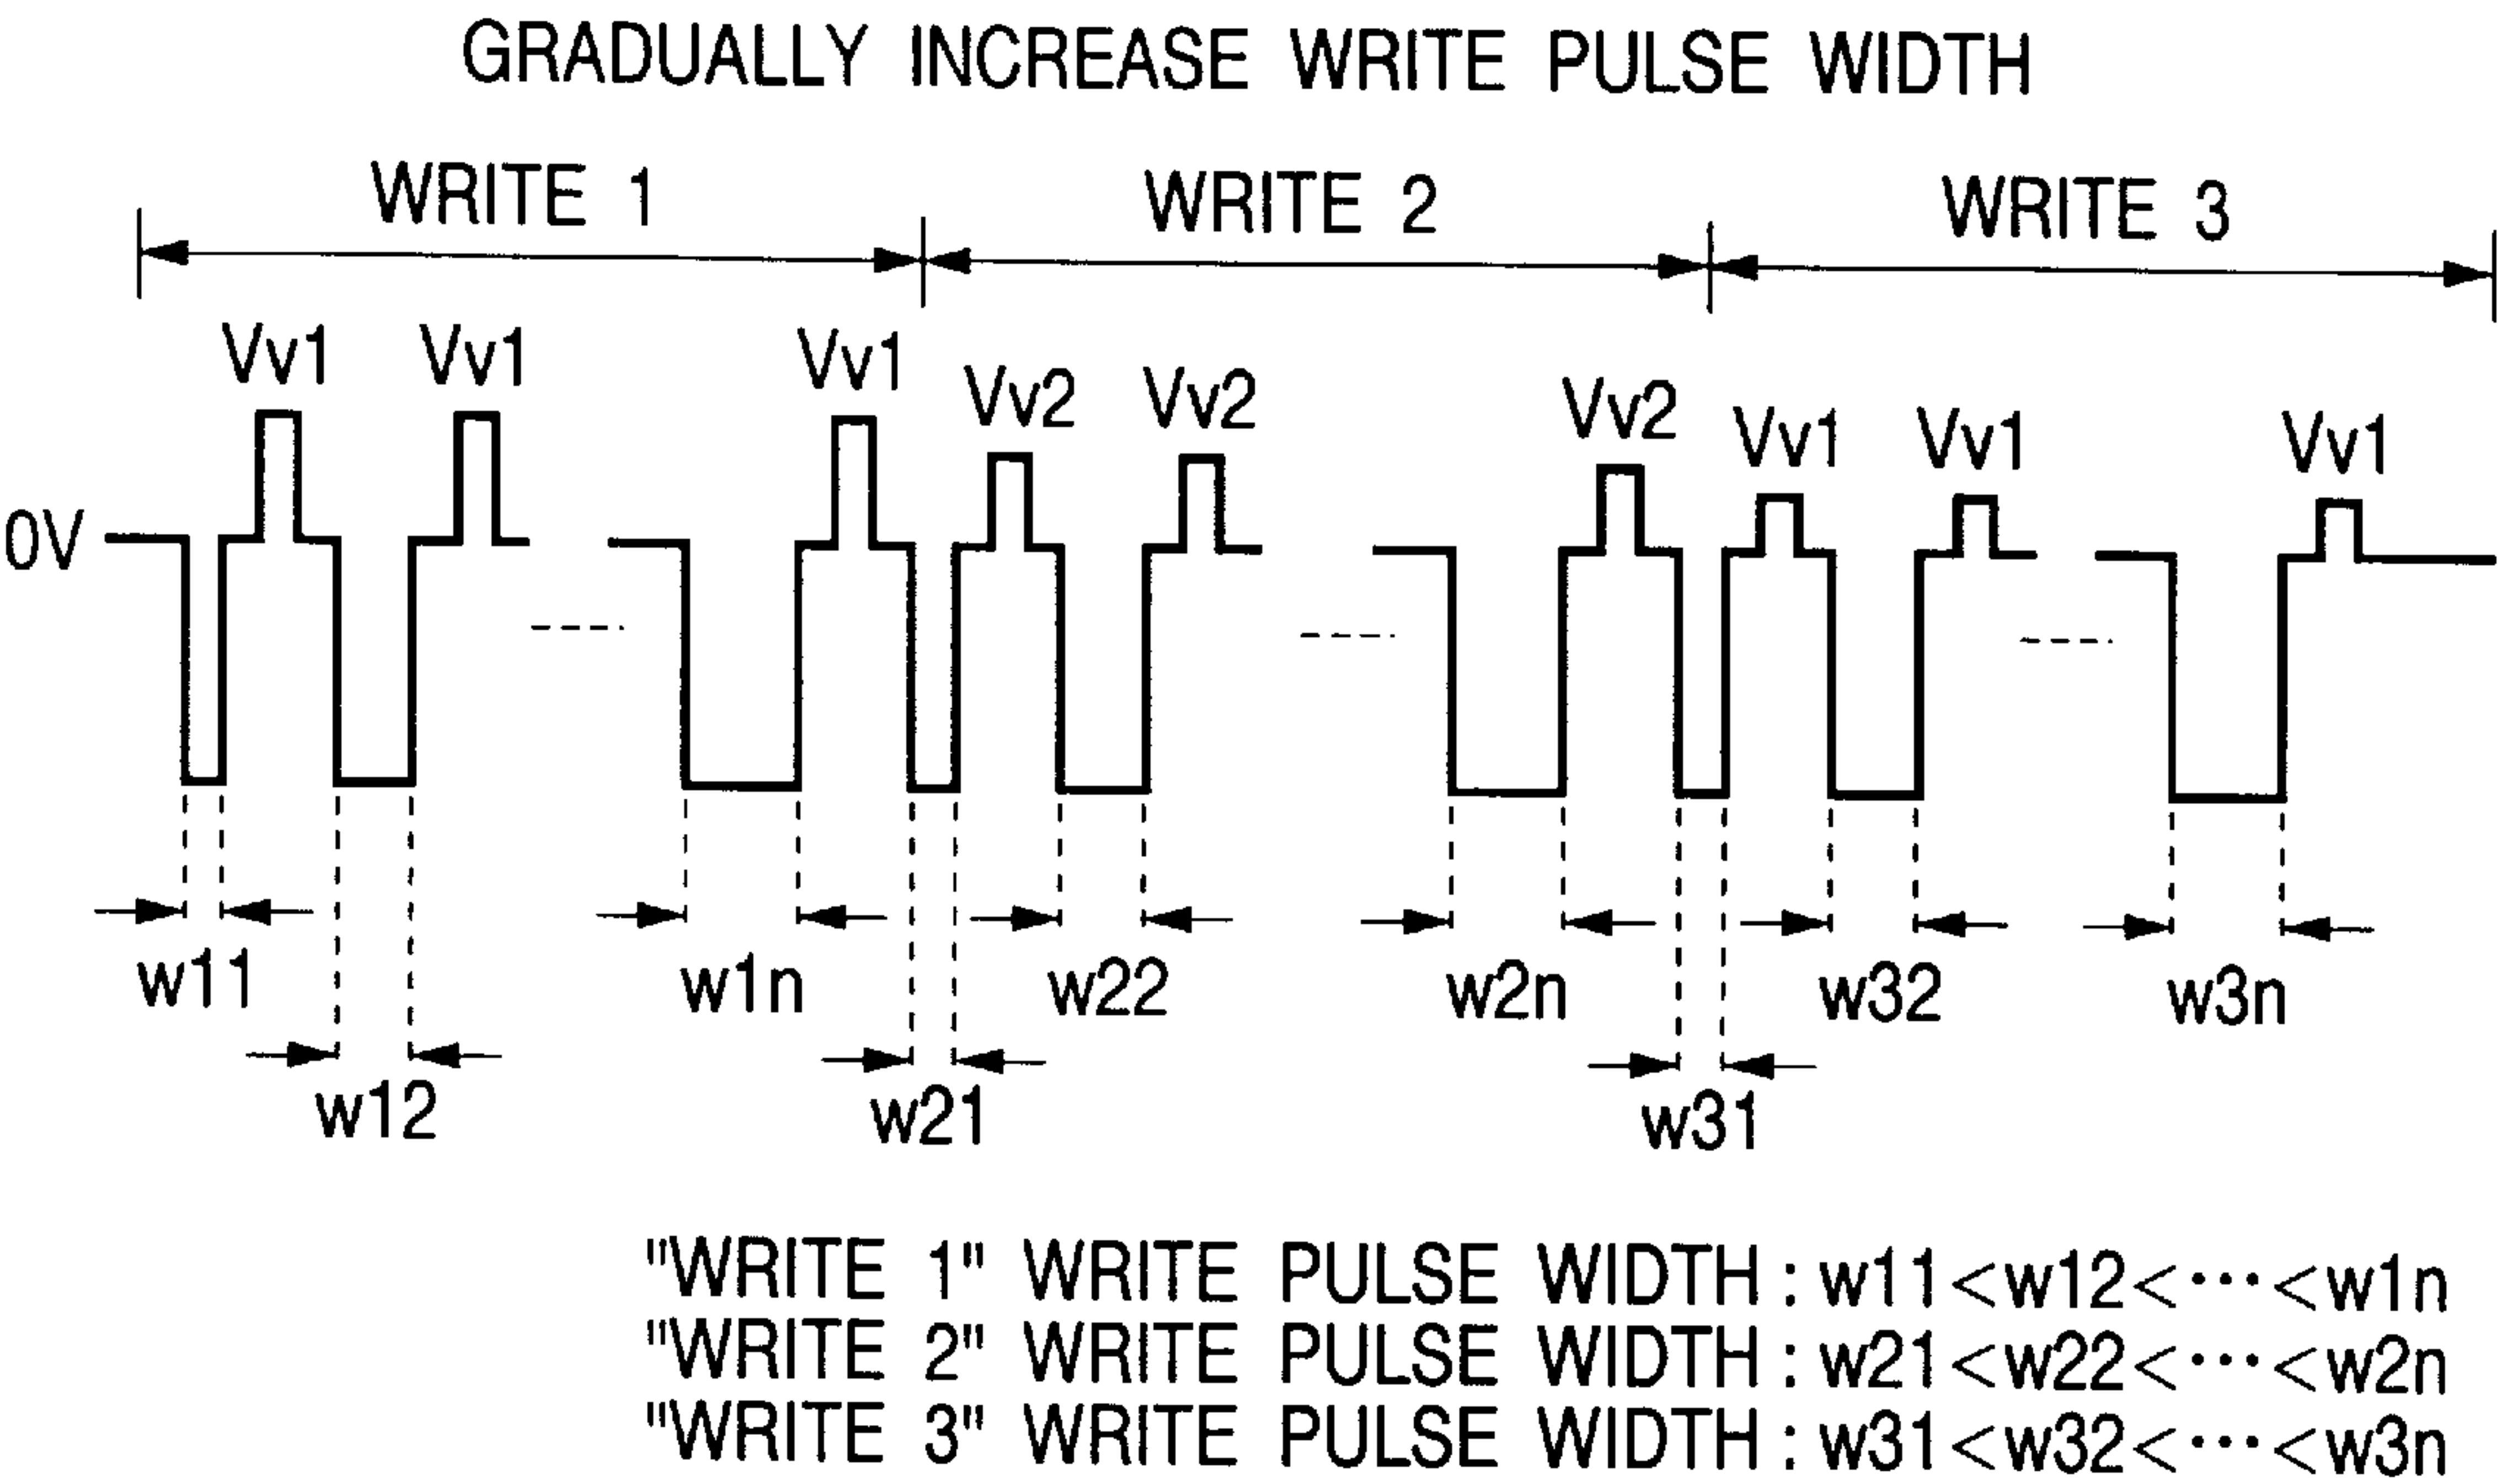 GRADUALLY INCREASE WRITE PULSE WIDTH
WRITE 1 WRITE 2 WRITE 3
Vv1 Vv1 Vv1 Vv2 Vv2 Vv2 Vv1 Vv1 Vv1
0V
w11 w1n w22 w2n w32 w3n
w12 w21 w31
"WRITE 1" WRITE PULSE WIDTH : w11<w12<···<w1n
"WRITE 2" WRITE PULSE WIDTH : w21<w22<···<w2n
"WRITE 3" WRITE PULSE WIDTH : w31<w32<···<w3n